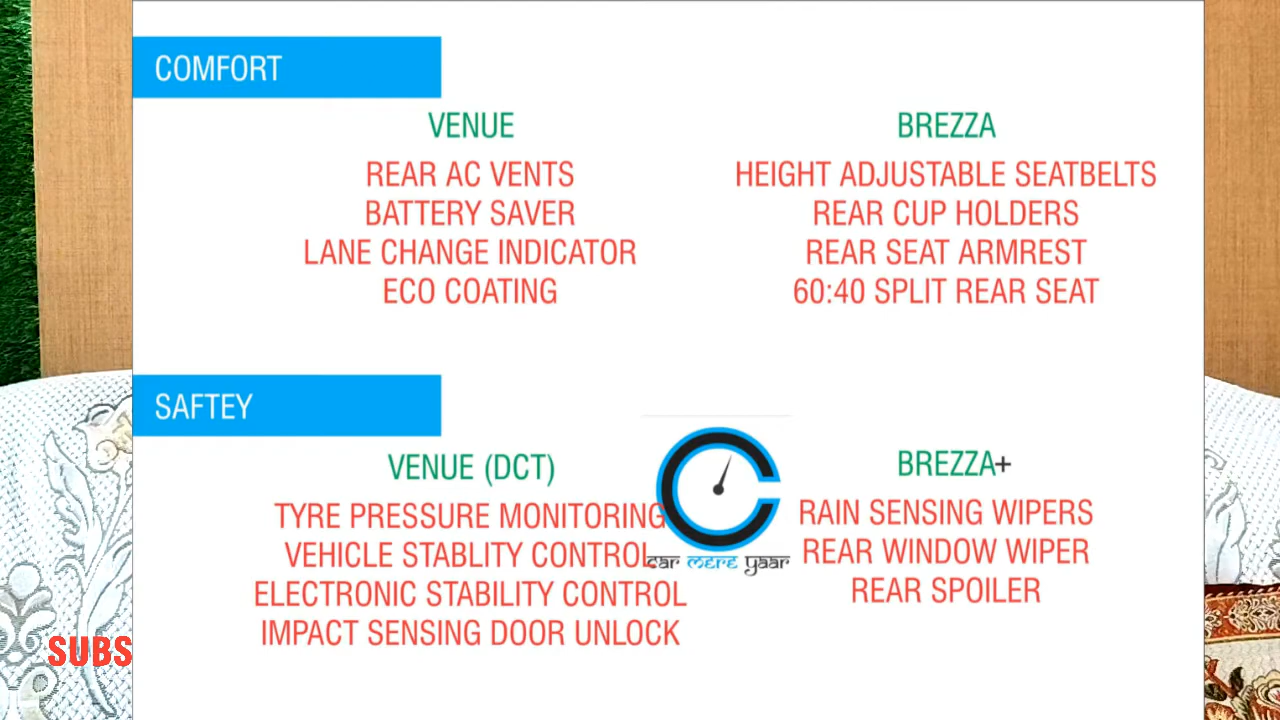 COMFORT
VENUE
REAR AC VENTS
BATTERY SAVER
LANE CHANGE INDICATOR
ECO COATING
BREZZA
HEIGHT ADJUSTABLE SEATBELTS
REAR CUP HOLDERS
REAR SEAT ARMREST
60:40 SPLIT REAR SEAT
SAFTEY
VENUE (DCT)
TYRE PRESSURE MONITORING
VEHICLE STABLITY CONTROL
ELECTRONIC STABILITY CONTROL
IMPACT SENSING DOOR UNLOCK
car mere yaar
BREZZA+
RAIN SENSING WIPERS
REAR WINDOW WIPER
REAR SPOILER
SUBS